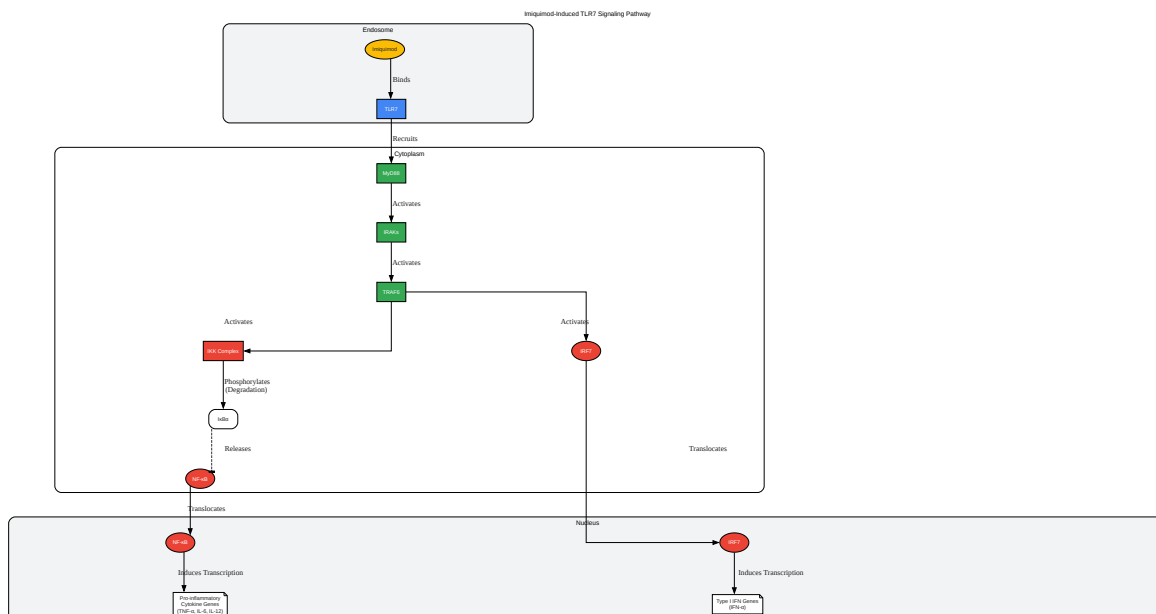 Imiquimod-Induced TLR7 Signaling Pathway
Endosome
Imiquimod
Binds
TLR7
Recruits
Cytoplasm
MyD88
Activates
IRAKs
Activates
TRAF6
Activates
Activates
IKK Complex
IRF7
Phosphorylates
(Degradation)
IκBα
Releases
Translocates
NF-κB
Translocates
Nucleus
NF-κB
IRF7
Induces Transcription
Induces Transcription
Pro-inflammatory
Cytokine Genes
(TNF-α, IL-6, IL-12)
Type I IFN Genes
(IFN-α)